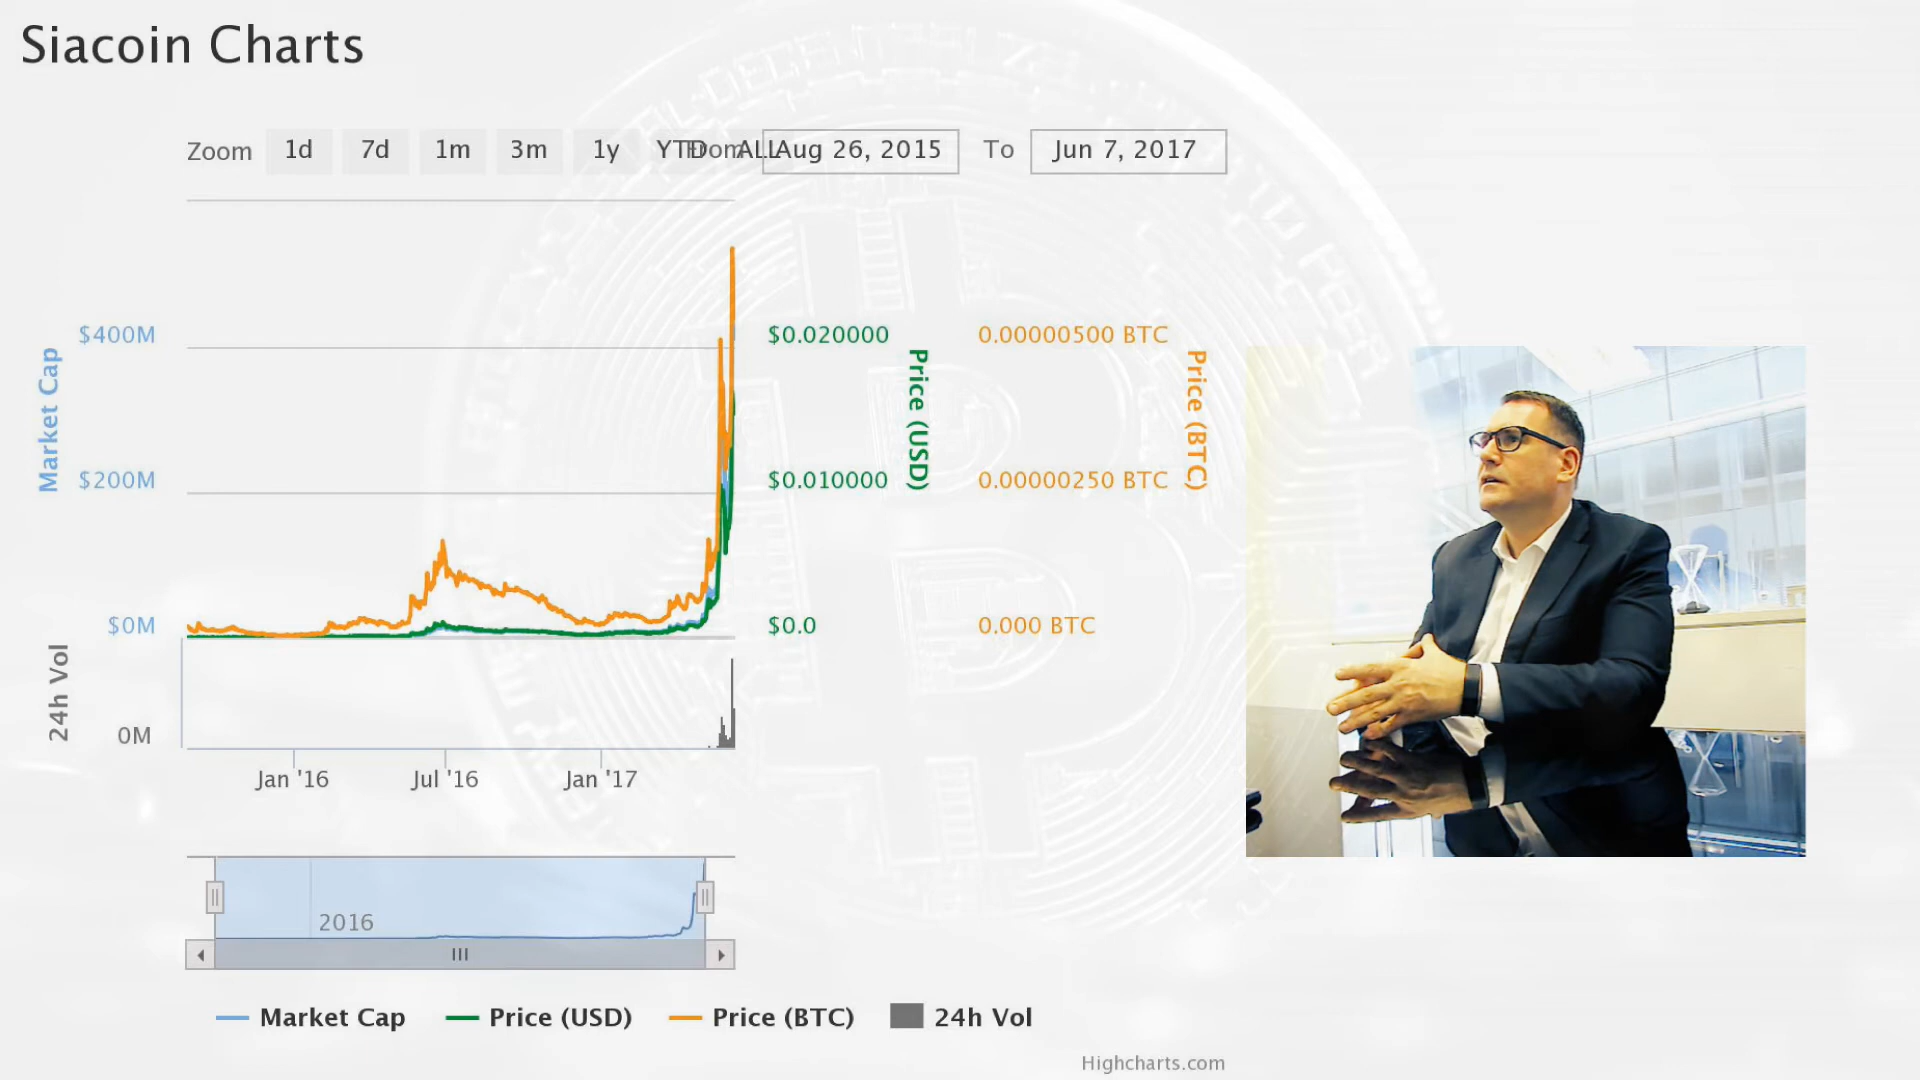 Siacoin Charts
Zoom 1d 7d 1m 3m 1y YTD From ALL Aug 26, 2015 To Jun 7, 2017
$400M $0.020000 0.00000500 BTC
Market Cap
Price (USD)
Price (BTC)
$200M $0.010000 0.00000250 BTC
$0M $0.0 0.000 BTC
24h Vol
0M
Jan '16 Jul '16 Jan '17
2016
Market Cap Price (USD) Price (BTC) 24h Vol
Highcharts.com